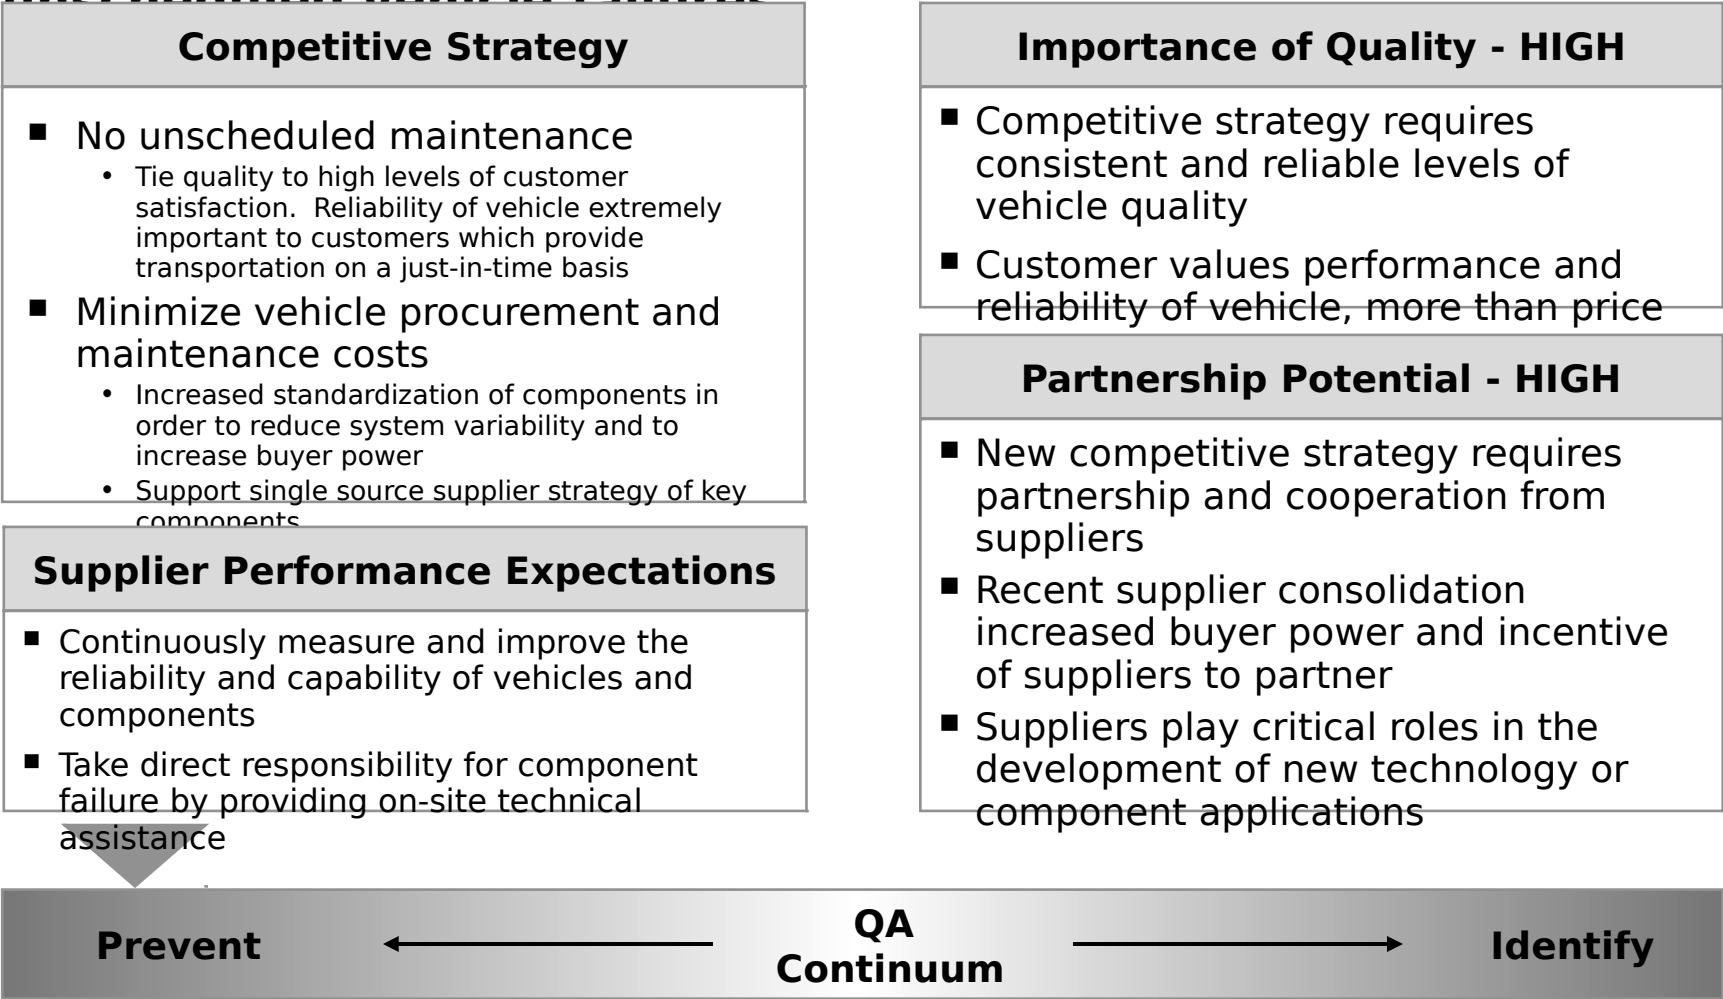 Competitive Strategy
■ No unscheduled maintenance
• Tie quality to high levels of customer
satisfaction.  Reliability of vehicle extremely
important to customers which provide
transportation on a just-in-time basis
■ Minimize vehicle procurement and
maintenance costs
• Increased standardization of components in
order to reduce system variability and to
increase buyer power
• Support single source supplier strategy of key
components
Supplier Performance Expectations
■ Continuously measure and improve the
reliability and capability of vehicles and
components
■ Take direct responsibility for component
failure by providing on-site technical
assistance
Importance of Quality - HIGH
■ Competitive strategy requires
consistent and reliable levels of
vehicle quality
■ Customer values performance and
reliability of vehicle, more than price
Partnership Potential - HIGH
■ New competitive strategy requires
partnership and cooperation from
suppliers
■ Recent supplier consolidation
increased buyer power and incentive
of suppliers to partner
■ Suppliers play critical roles in the
development of new technology or
component applications
Prevent
QA
Continuum
Identify